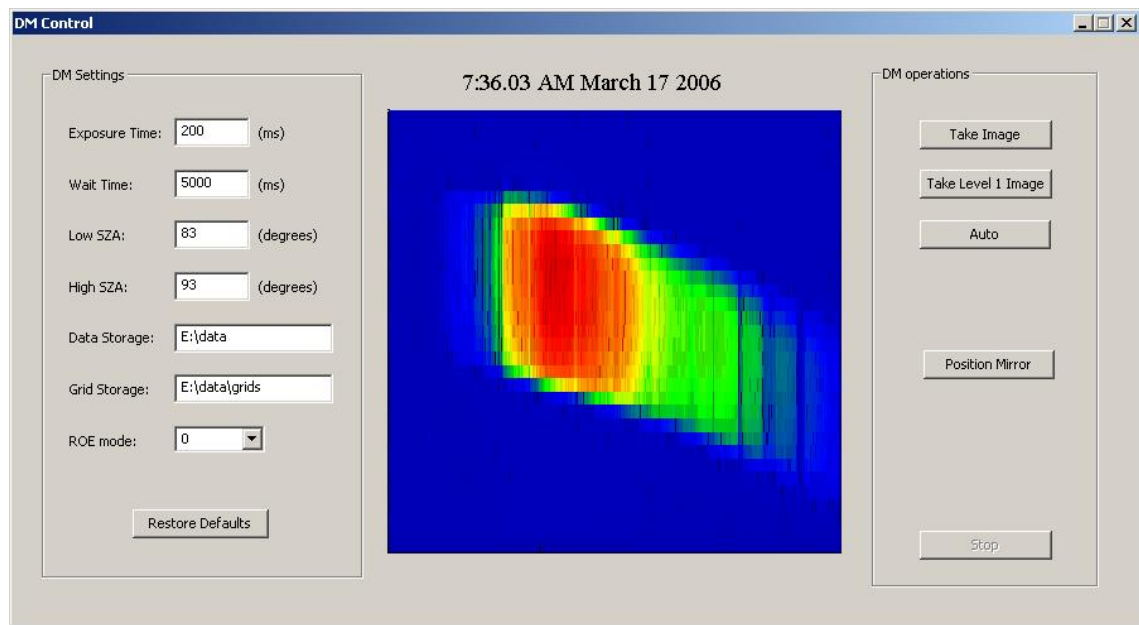 DM Control
DM Settings
Exposure Time: 200 (ms)
Wait Time: 5000 (ms)
Low SZA: 83 (degrees)
High SZA: 93 (degrees)
Data Storage: E:\data
Grid Storage: E:\data\grids
ROE mode: 0
Restore Defaults
7:36.03 AM March 17 2006
DM operations
Take Image
Take Level 1 Image
Auto
Position Mirror
Stop